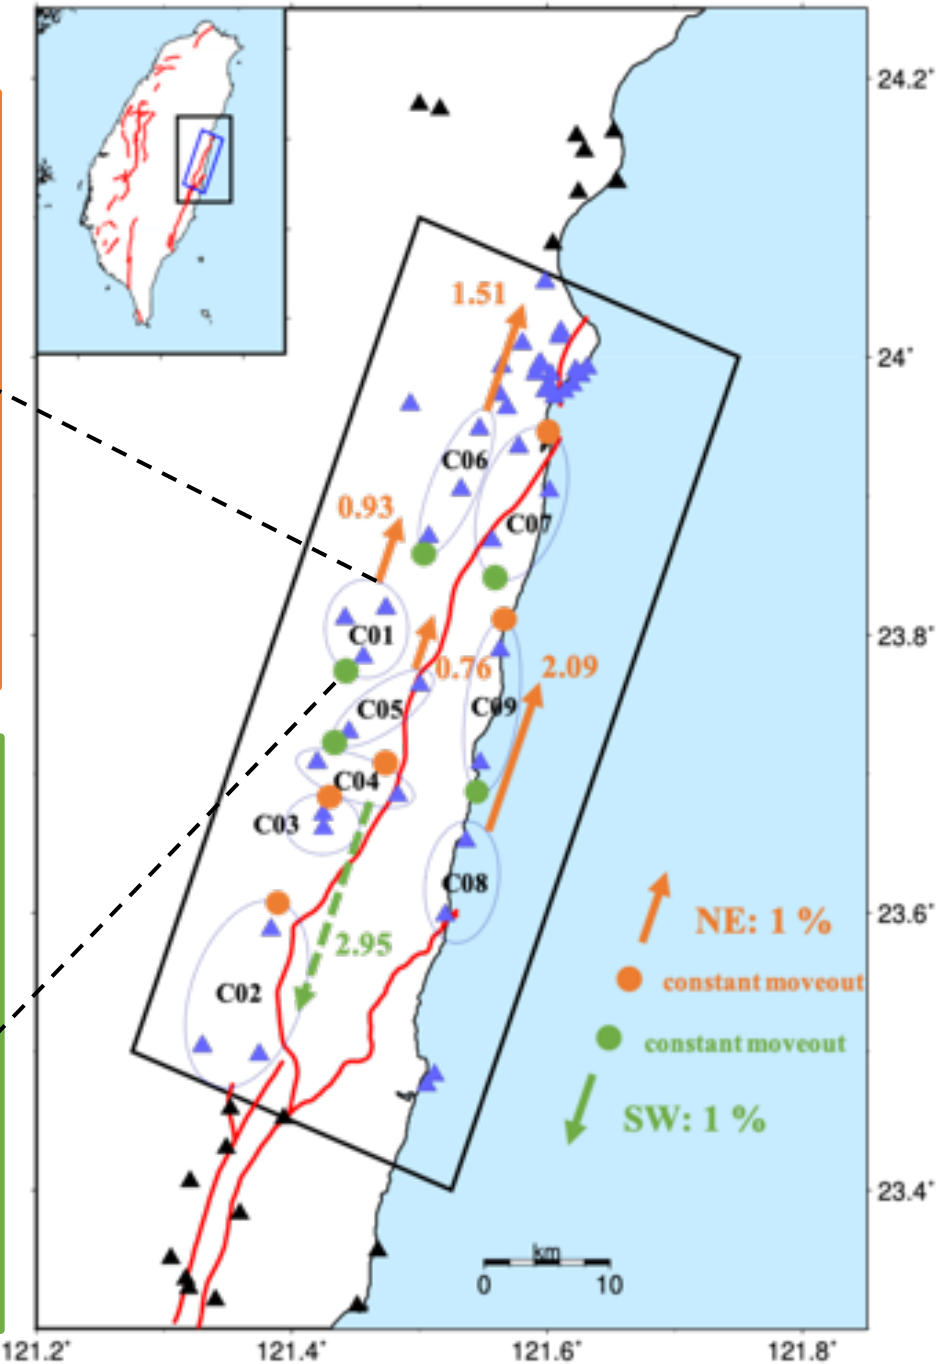 24.2°
1.51
24°
C06
0.93
C07
C01
23.8°
0.76
2.09
C05
C09
C04
C03
C08
NE: 1 %
23.6°
2.95
constant moveout
C02
constant moveout
SW: 1 %
23.4°
km
0 10
121.2° 121.4° 121.6° 121.8°